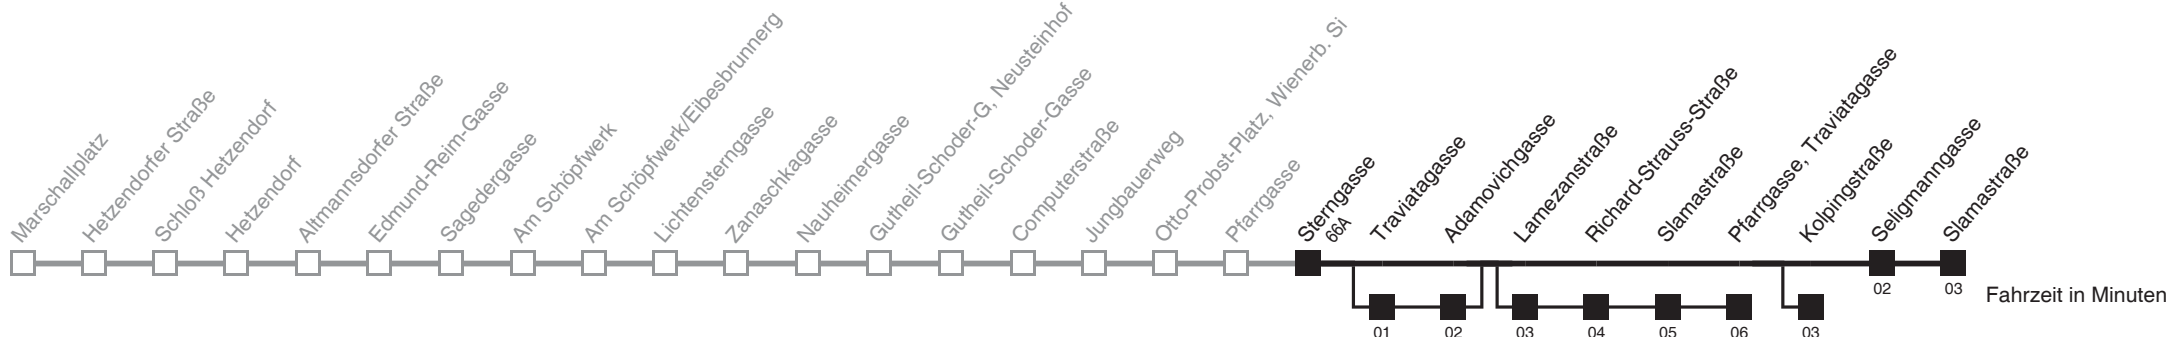 Marschallplatz
Hetzendorfer Straße
Schloß Hetzendorf
Hetzendorf
Altmannsdorfer Straße
Edmund-Reim-Gasse
Sagedergasse
Am Schöpfwerk
Am Schöpfwerk/Eibesbrunnerg
Lichtensterngasse
Zanaschkagasse
Nauheimergasse
Gutheil-Schoder-G, Neusteinhof
Gutheil-Schoder-Gasse
Computerstraße
Jungbauerweg
Otto-Probst-Platz, Wienerb. Si
Pfarrgasse
Sterngasse
66A
Traviatagasse
Adamovichgasse
Lamezanstraße
Richard-Strauss-Straße
Slamastraße
Pfarrgasse, Traviatagasse
Kolpingstraße
Seligmanngasse
Slamastraße
02 03
Fahrzeit in Minuten
01 02 03 04 05 06 03